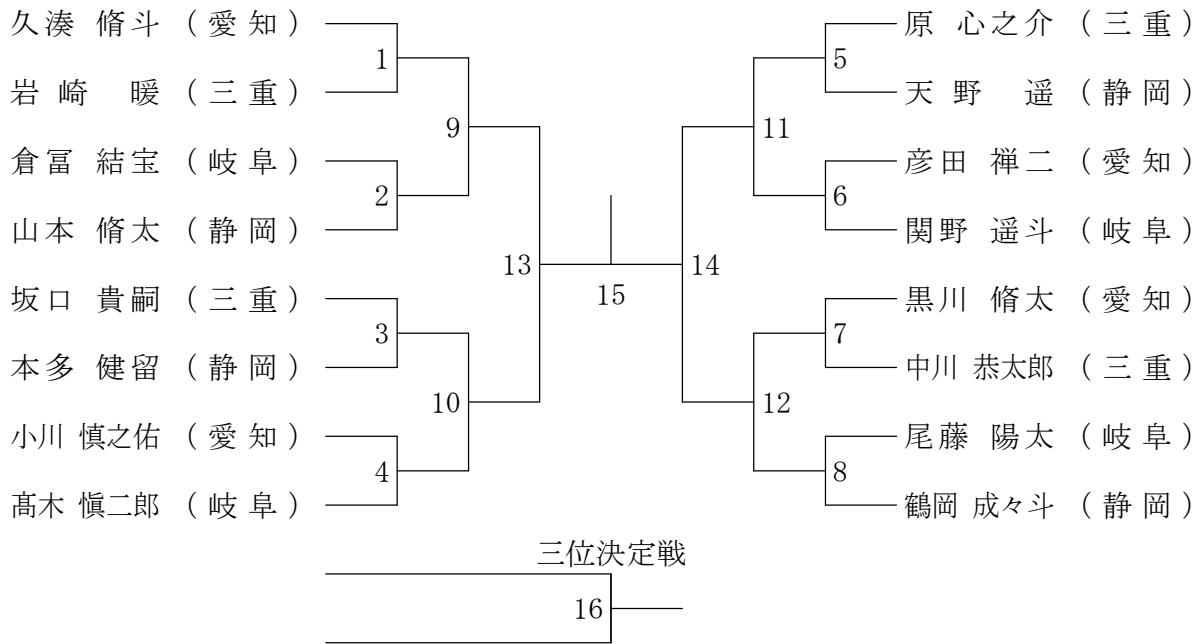 久湊 脩斗 （愛知）
1
岩崎 暖 （三重）
9
倉冨 結宝 （岐阜）
2
山本 脩太 （静岡）
13
坂口 貴嗣 （三重）
3
本多 健留 （静岡）
10
小川 慎之佑 （愛知）
4
髙木 愼二郎 （岐阜）
15
原 心之介 （三重）
5
天野 遥 （静岡）
11
彦田 禅二 （愛知）
6
関野 遥斗 （岐阜）
14
黒川 脩太 （愛知）
7
中川 恭太郎 （三重）
12
尾藤 陽太 （岐阜）
8
鶴岡 成々斗 （静岡）
三位決定戦
16